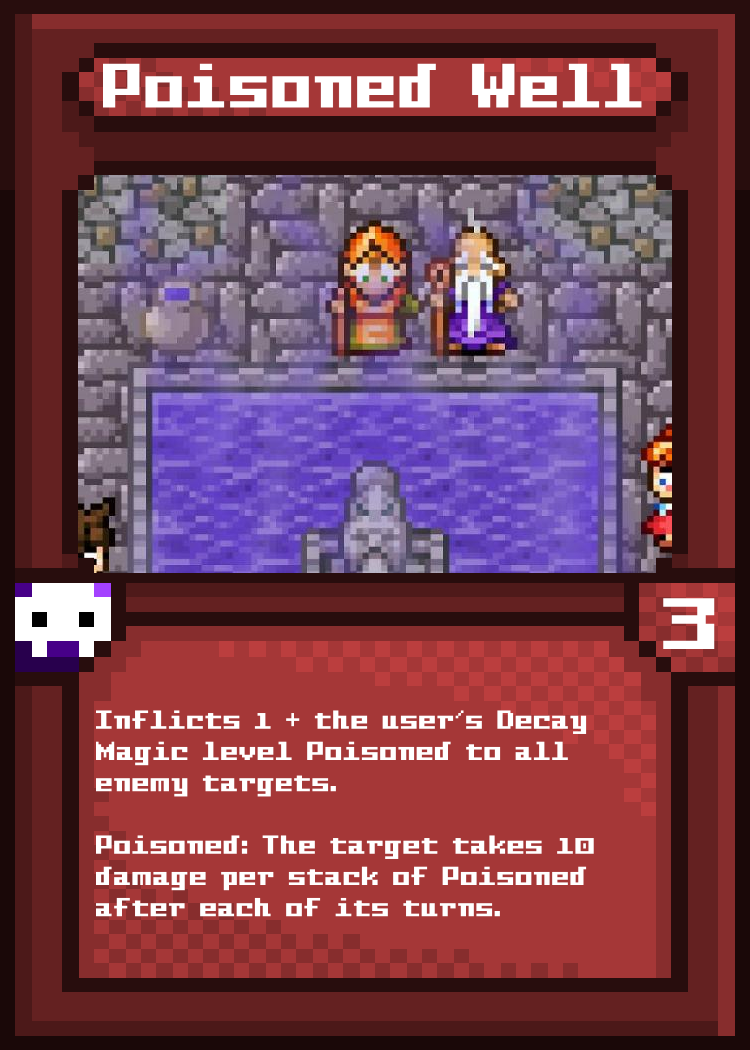 Poisoned Well
3
Inflicts 1 + the user's Decay
Magic level Poisoned to all
enemy targets.
Poisoned: The target takes 10
damage per stack of Poisoned
after each of its turns.